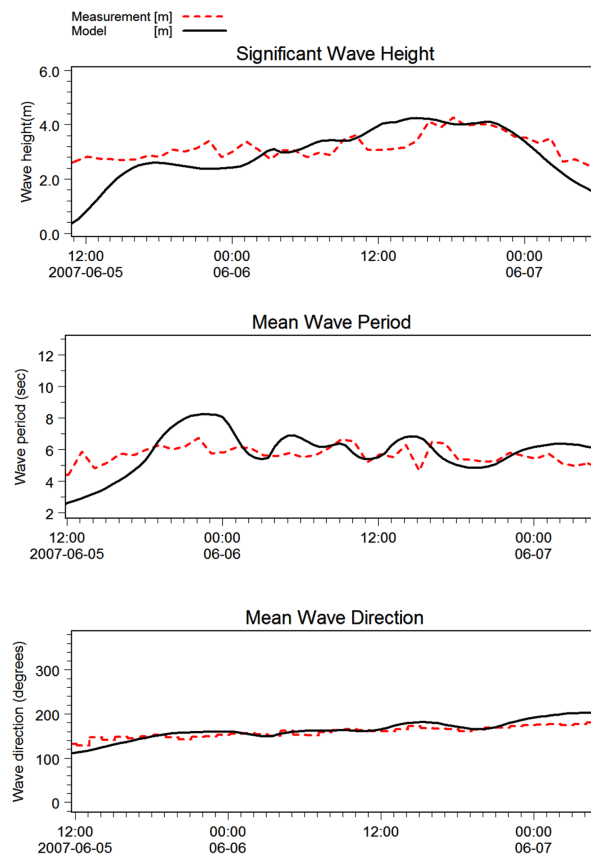 Measurement [m]
Model [m]
Significant Wave Height
Wave height(m)
6.0
4.0
2.0
0.0
12:00 00:00 12:00 00:00
2007-06-05 06-06 06-07
Mean Wave Period
Wave period (sec)
12
10
8
6
4
2
12:00 00:00 12:00 00:00
2007-06-05 06-06 06-07
Mean Wave Direction
Wave direction (degrees)
300
200
100
0
12:00 00:00 12:00 00:00
2007-06-05 06-06 06-07